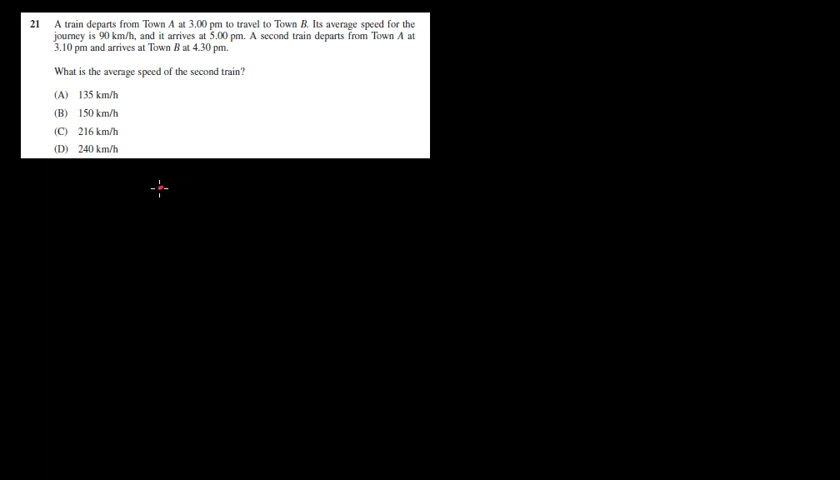 21 A train departs from Town A at 3.00 pm to travel to Town B. Its average speed for the
journey is 90 km/h, and it arrives at 5.00 pm. A second train departs from Town A at
3.10 pm and arrives at Town B at 4.30 pm.
What is the average speed of the second train?
(A) 135 km/h
(B) 150 km/h
(C) 216 km/h
(D) 240 km/h